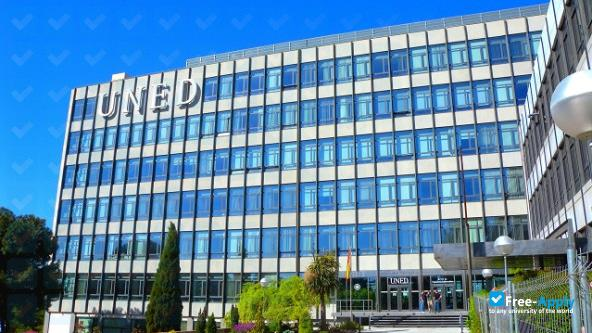 UNED
UNED
Free-Apply
to any university of the world